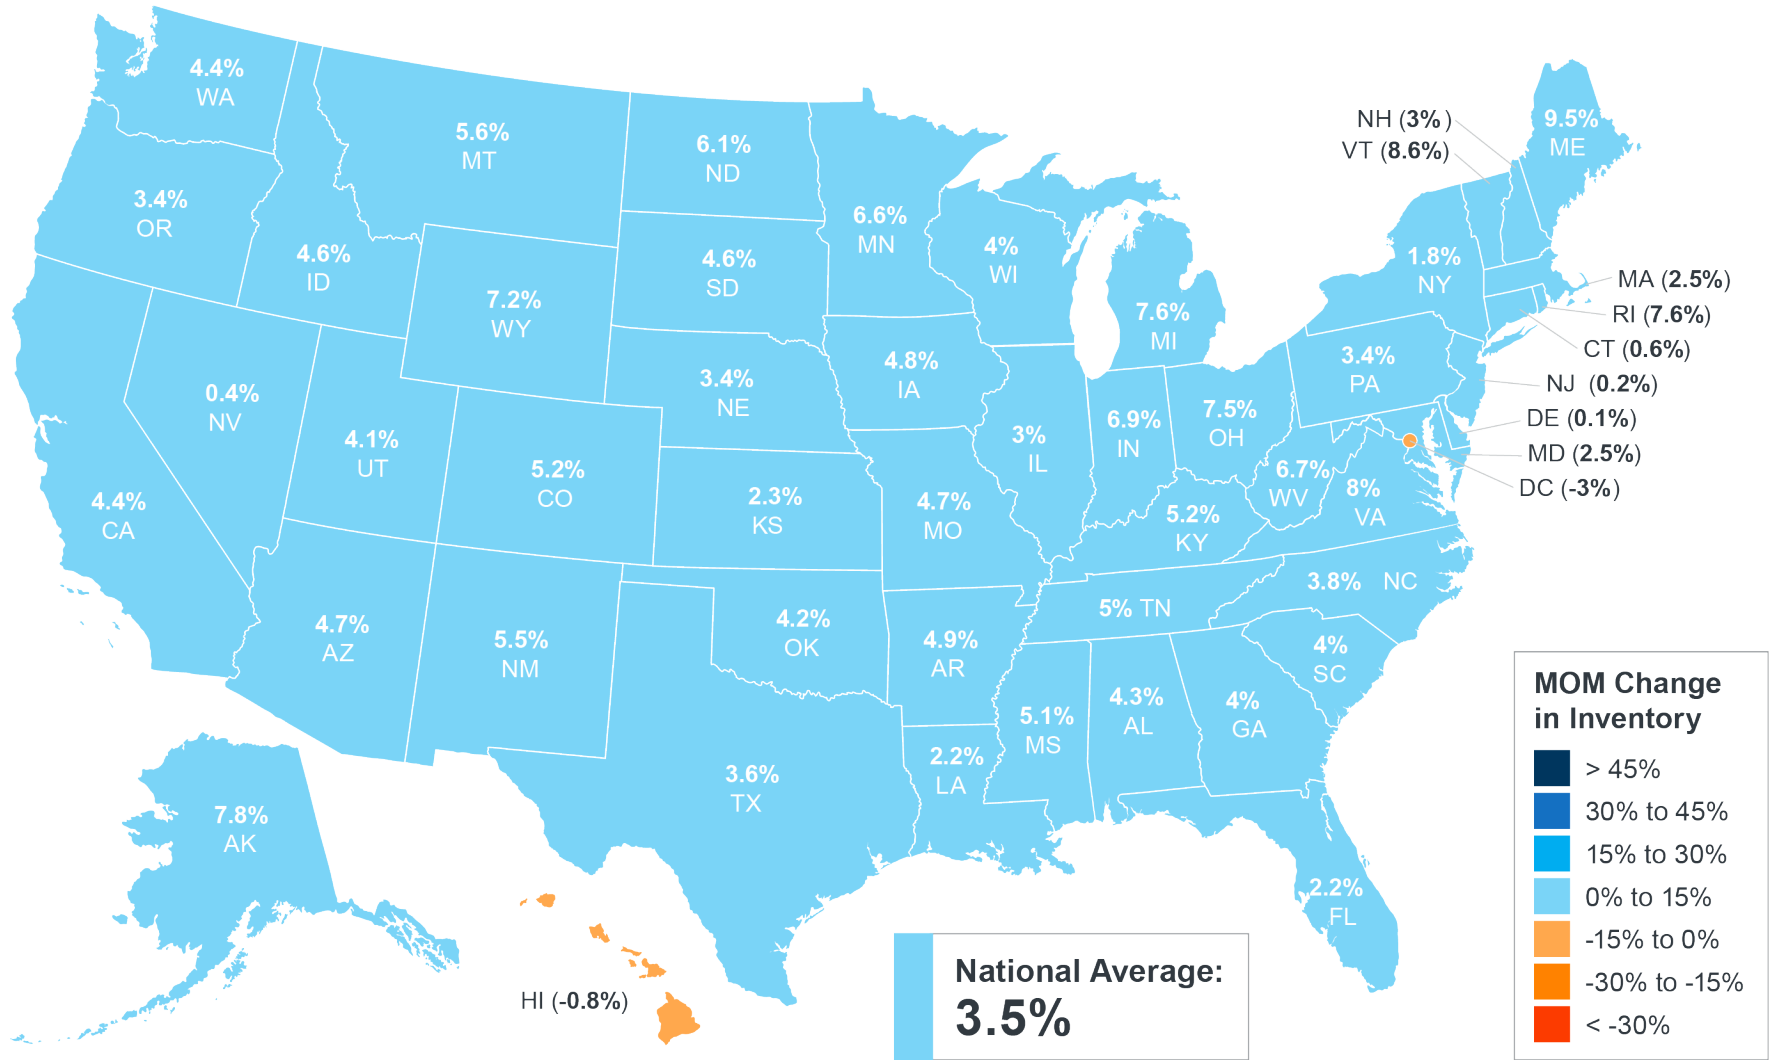 4.4%
WA
5.6%
MT
6.1%
ND
6.6%
MN
4%
WI
7.6%
MI
NH (3%)
VT (8.6%)
9.5%
ME
3.4%
OR
4.6%
ID
7.2%
WY
4.6%
SD
4.8%
IA
1.8%
NY
MA (2.5%)
RI (7.6%)
CT (0.6%)
NJ (0.2%)
DE (0.1%)
MD (2.5%)
DC (-3%)
3.4%
PA
0.4%
NV
4.1%
UT
5.2%
CO
3.4%
NE
2.3%
KS
4.7%
MO
3%
IL
6.9%
IN
7.5%
OH
6.7%
WV
8%
VA
5.2%
KY
4.4%
CA
4.7%
AZ
5.5%
NM
4.2%
OK
4.9%
AR
5% TN
3.8% NC
4%
SC
5.1%
MS
4.3%
AL
4%
GA
3.6%
TX
2.2%
LA
2.2%
FL
7.8%
AK
HI (-0.8%)
National Average:
3.5%
MOM Change
in Inventory
> 45%
30% to 45%
15% to 30%
0% to 15%
-15% to 0%
-30% to -15%
< -30%